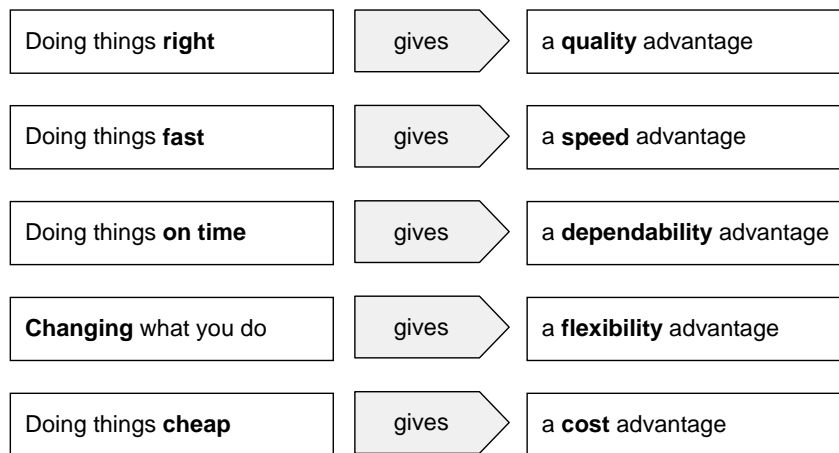 Doing things right gives a quality advantage
Doing things fast gives a speed advantage
Doing things on time gives a dependability advantage
Changing what you do gives a flexibility advantage
Doing things cheap gives a cost advantage